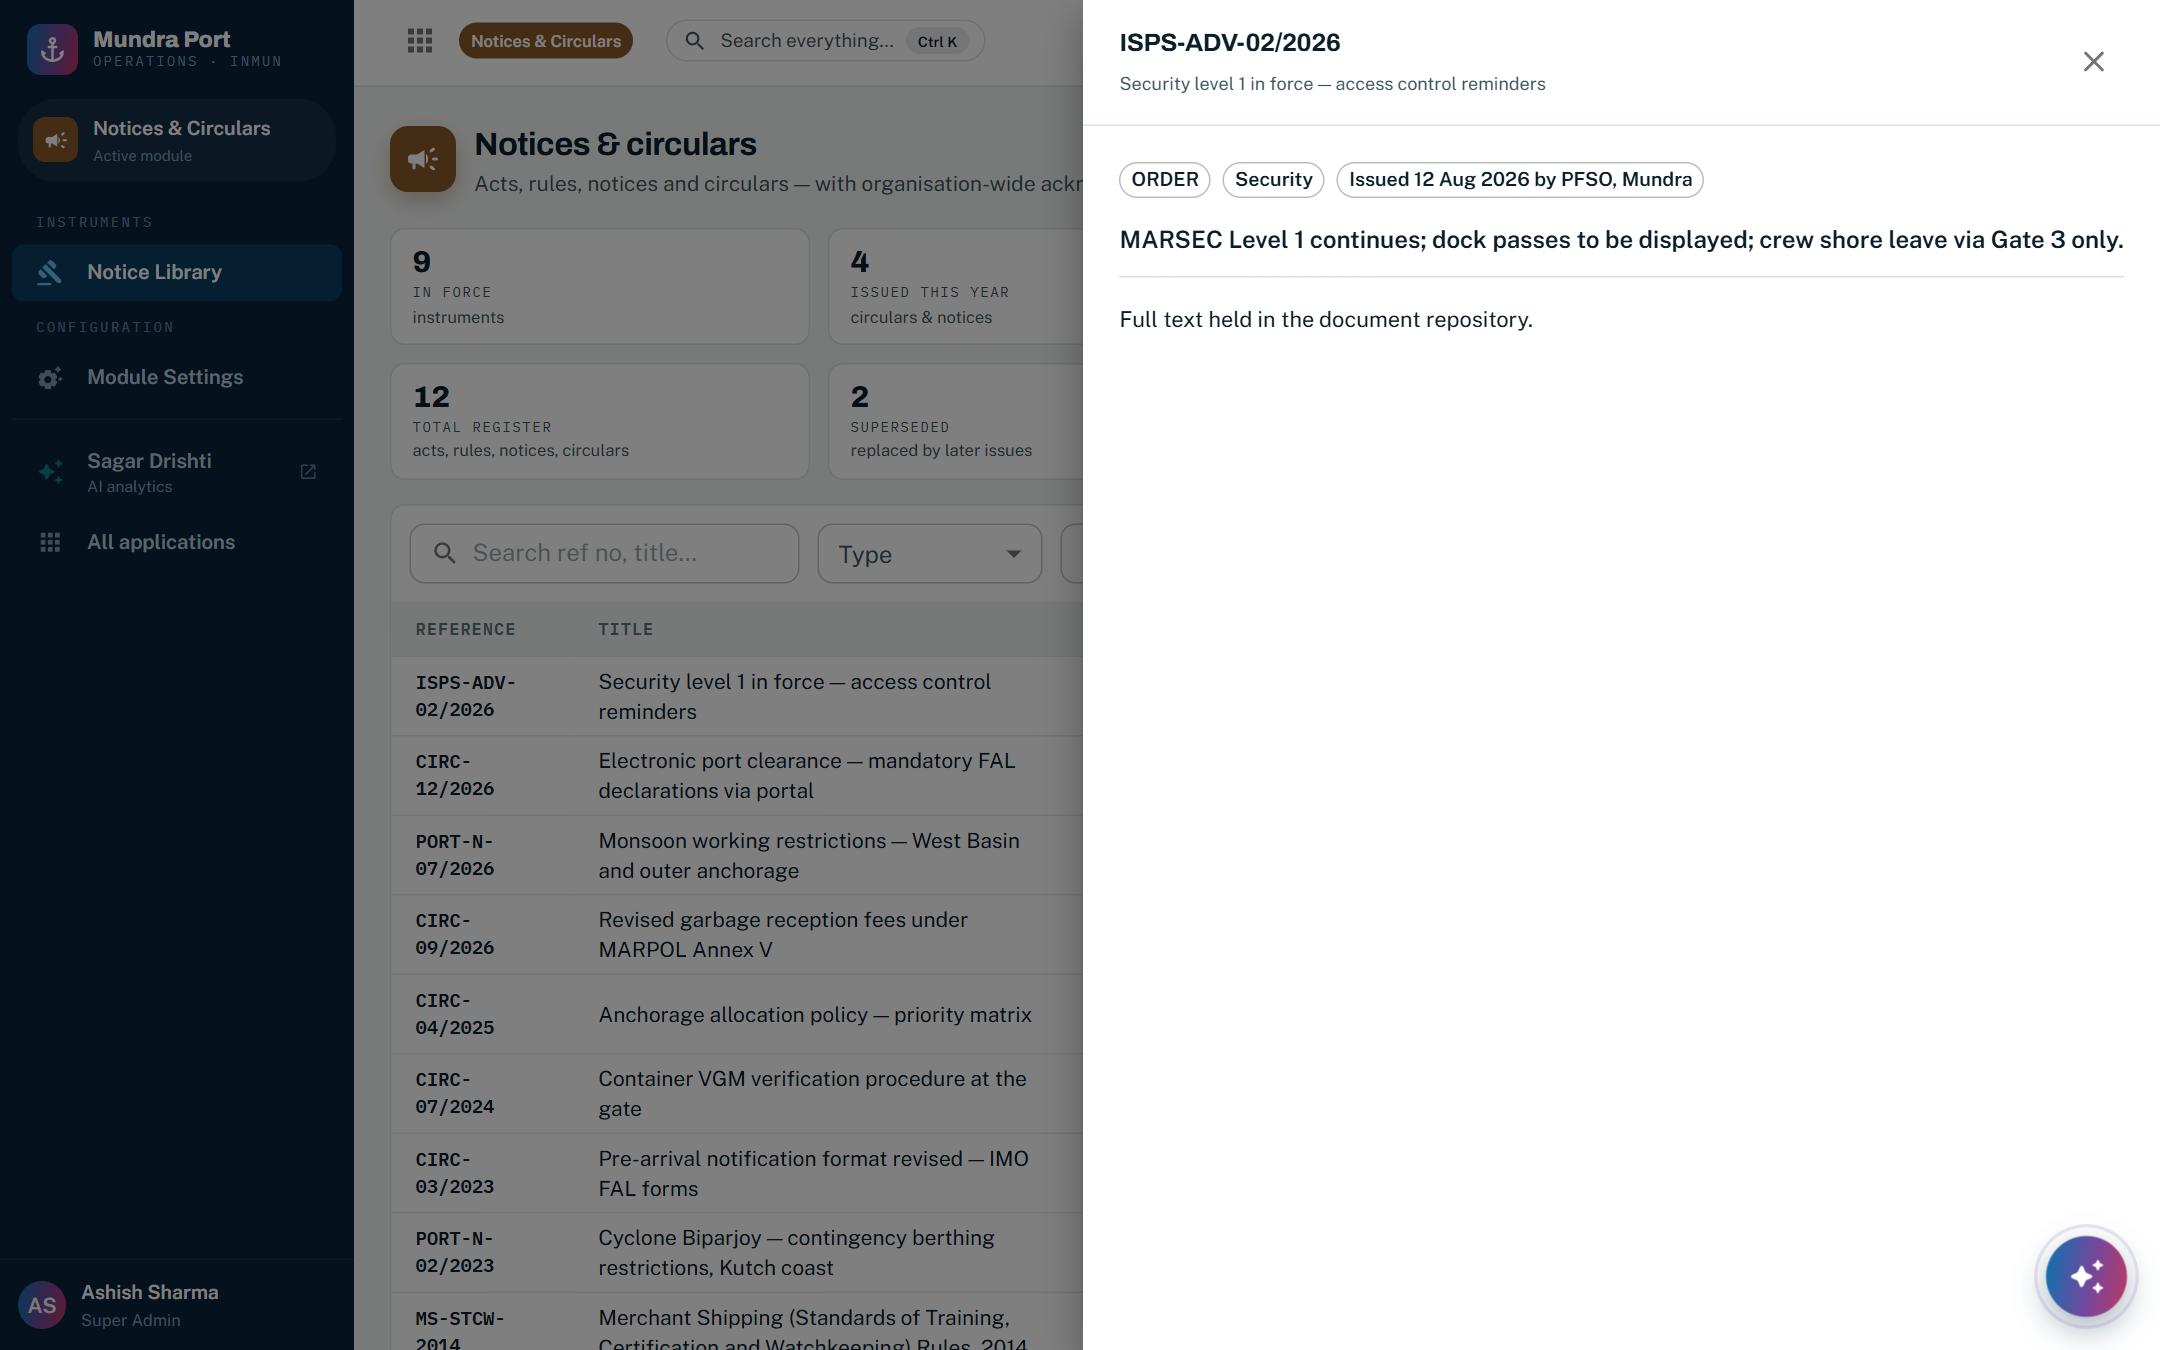 Mundra Port
OPERATIONS · INMUN
Notices & Circulars
Active module
INSTRUMENTS
Notice Library
CONFIGURATION
Module Settings
Sagar Drishti
AI analytics
All applications
AS
Ashish Sharma
Super Admin
Notices & Circulars
Search everything...
Ctrl K
Notices & circulars
Acts, rules, notices and circulars — with organisation-wide
9
IN FORCE
instruments
4
ISSUED THIS YEAR
circulars & notices
12
TOTAL REGISTER
acts, rules, notices, circulars
2
SUPERSEDED
replaced by later issues
Search ref no, title...
Type
REFERENCE TITLE
ISPS-ADV-
02/2026
Security level 1 in force — access control
reminders
CIRC-
12/2026
Electronic port clearance — mandatory FAL
declarations via portal
PORT-N-
07/2026
Monsoon working restrictions — West Basin
and outer anchorage
CIRC-
09/2026
Revised garbage reception fees under
MARPOL Annex V
CIRC-
04/2025
Anchorage allocation policy — priority matrix
CIRC-
07/2024
Container VGM verification procedure at the
gate
CIRC-
03/2023
Pre-arrival notification format revised — IMO
FAL forms
PORT-N-
02/2023
Cyclone Biparjoy — contingency berthing
restrictions, Kutch coast
MS-STCW-
2014
Merchant Shipping (Standards of Training,
Certification and Watchkeeping) Rules, 2014
ISPS-ADV-02/2026
Security level 1 in force — access control reminders
ORDER
Security
Issued 12 Aug 2026 by PFSO, Mundra
MARSEC Level 1 continues; dock passes to be displayed; crew shore leave via Gate 3 only.
Full text held in the document repository.